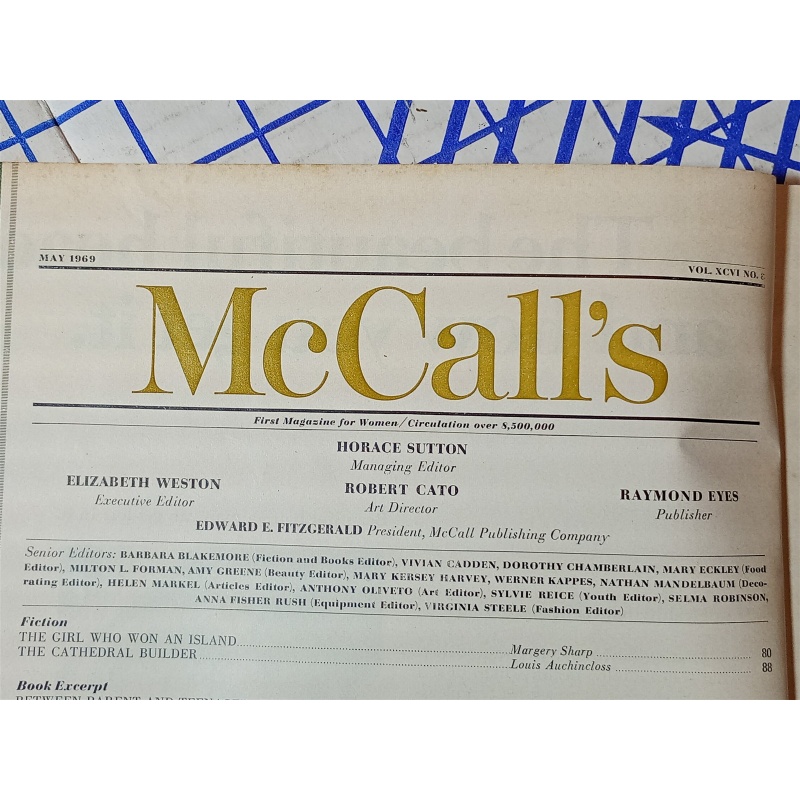 MAY 1969
VOL. XCVI NO. 8
McCall's
First Magazine for Women/Circulation over 8,500,000
HORACE SUTTON
Managing Editor
ELIZABETH WESTON
Executive Editor
ROBERT CATO
Art Director
RAYMOND EYES
Publisher
EDWARD E. FITZGERALD President, McCall Publishing Company
Senior Editors: BARBARA BLAKEMORE (Fiction and Books Editor), VIVIAN CADDEN, DOROTHY CHAMBERLAIN, MARY ECKLEY (Food
Editor), MILTON L. FORMAN, AMY GREENE (Beauty Editor), MARY KERSEY HARVEY, WERNER KAPPES, NATHAN MANDELBAUM (Deco-
rating Editor), HELEN MARKEL (Articles Editor), ANTHONY OLIVETO (Art Editor), SYLVIE REICE (Youth Editor), SELMA ROBINSON,
ANNA FISHER RUSH (Equipment Editor), VIRGINIA STEELE (Fashion Editor)
Fiction
THE GIRL WHO WON AN ISLAND Margery Sharp 80
THE CATHEDRAL BUILDER Louis Auchincloss 88
Book Excerpt
BETWEEN PARENT AND